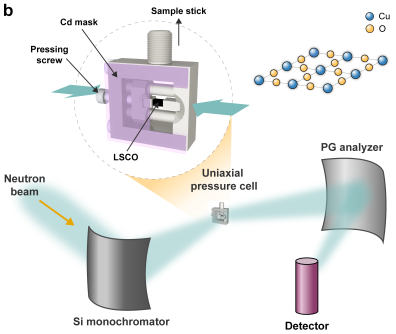 b
Sample stick
Cd mask
Pressing
screw
LSCO
Cu
O
Neutron
beam
Uniaxial
pressure cell
PG analyzer
Si monochromator
Detector